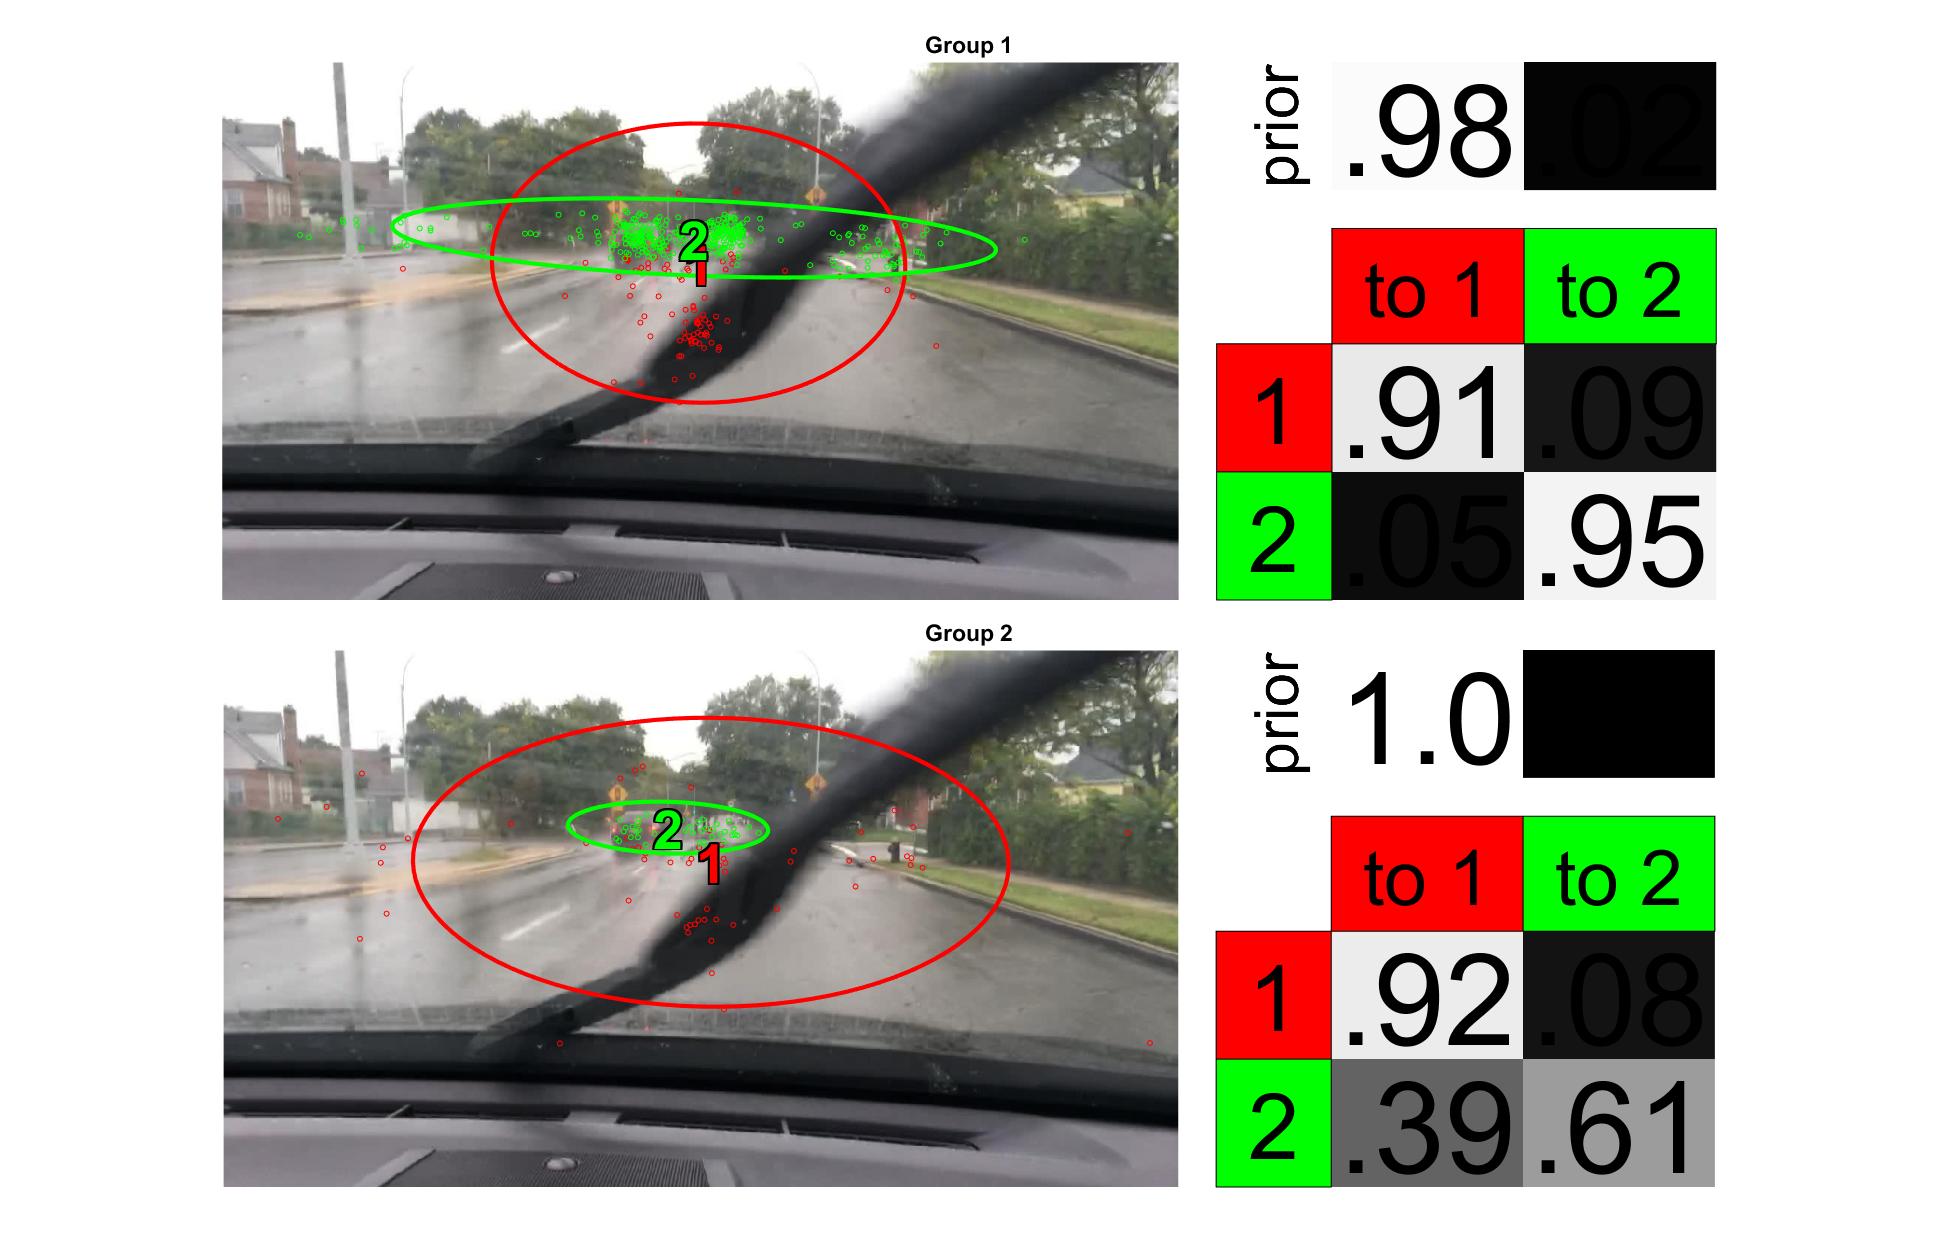 Group 1
2
1
prior .98 .02
to 1 to 2
1 .91 .09
2 .05 .95
Group 2
2
1
prior 1.0
to 1 to 2
1 .92 .08
2 .39 .61